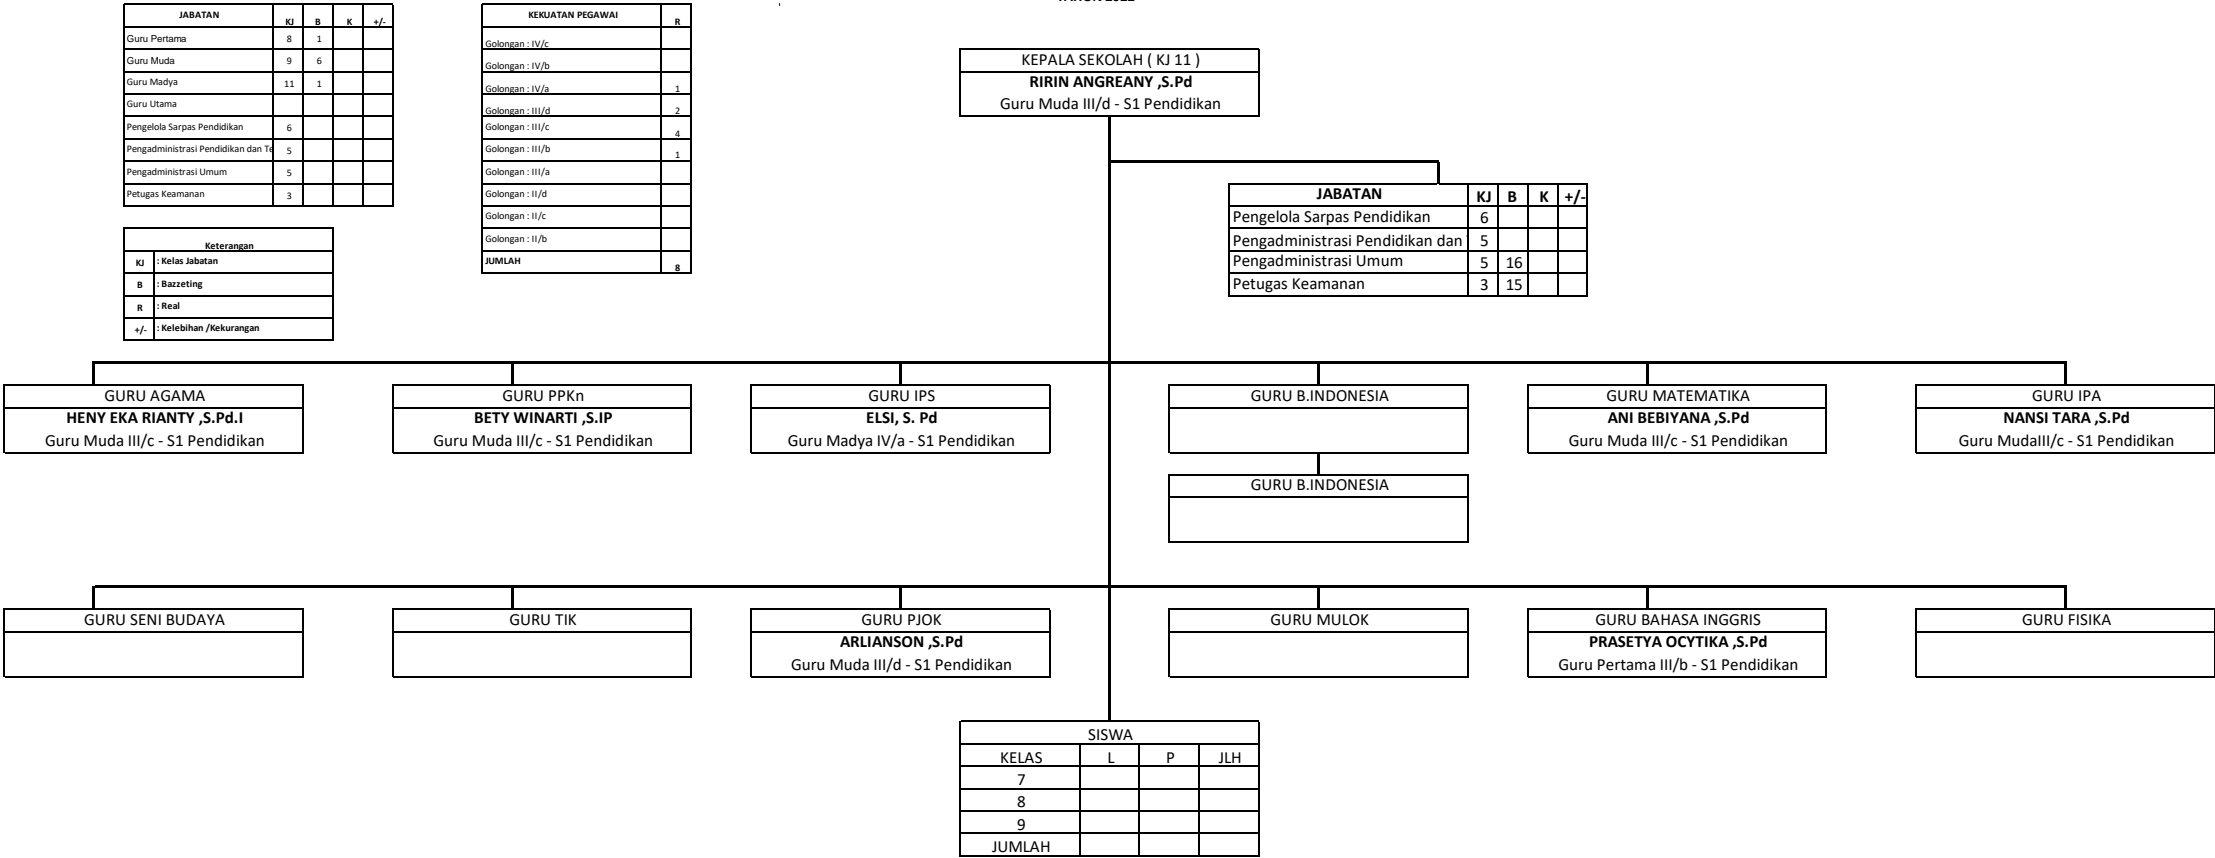 JABATAN KJ B K +/-
Guru Pertama 8 1
Guru Muda 9 6
Guru Madya 11 1
Guru Utama
Pengelola Sarpas Pendidikan 6
Pengadministrasi Pendidikan dan Te 5
Pengadministrasi Umum 5
Petugas Keamanan 3
Keterangan
KJ : Kelas Jabatan
B : Bazzeting
R : Real
+/- : Kelebihan /Kekurangan
KEKUATAN PEGAWAI R
Golongan : IV/c
Golongan : IV/b
Golongan : IV/a 1
Golongan : III/d 2
Golongan : III/c 4
Golongan : III/b 1
Golongan : III/a
Golongan : II/d
Golongan : II/c
Golongan : II/b
JUMLAH 8
KEPALA SEKOLAH ( KJ 11 )
RIRIN ANGREANY ,S.Pd
Guru Muda III/d - S1 Pendidikan
JABATAN KJ B K +/-
Pengelola Sarpas Pendidikan 6
Pengadministrasi Pendidikan dan 5
Pengadministrasi Umum 5 16
Petugas Keamanan 3 15
GURU AGAMA
HENY EKA RIANTY ,S.Pd.I
Guru Muda III/c - S1 Pendidikan
GURU PPKn
BETY WINARTI ,S.IP
Guru Muda III/c - S1 Pendidikan
GURU IPS
ELSI, S. Pd
Guru Madya IV/a - S1 Pendidikan
GURU B.INDONESIA
GURU B.INDONESIA
GURU MATEMATIKA
ANI BEBIYANA ,S.Pd
Guru Muda III/c - S1 Pendidikan
GURU IPA
NANSI TARA ,S.Pd
Guru MudaIII/c - S1 Pendidikan
GURU SENI BUDAYA
GURU TIK
GURU PJOK
ARLIANSON ,S.Pd
Guru Muda III/d - S1 Pendidikan
GURU MULOK
GURU BAHASA INGGRIS
PRASETYA OCYTIKA ,S.Pd
Guru Pertama III/b - S1 Pendidikan
GURU FISIKA
SISWA
KELAS L P JLH
7
8
9
JUMLAH